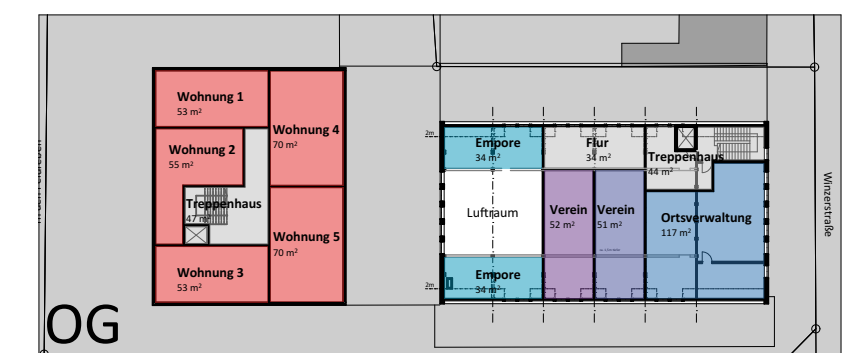 Wohnung 1
53 m²
Wohnung 2
55 m²
Wohnung 4
70 m²
Treppenhaus
47 m²
Wohnung 5
70 m²
Wohnung 3
53 m²
OG
2m
Empore
34 m²
Flur
34 m²
Treppenhaus
44 m²
Luftraum
Verein
52 m²
Verein
51 m²
Ortsverwaltung
117 m²
2m
Empore
34 m²
Winzerstraße